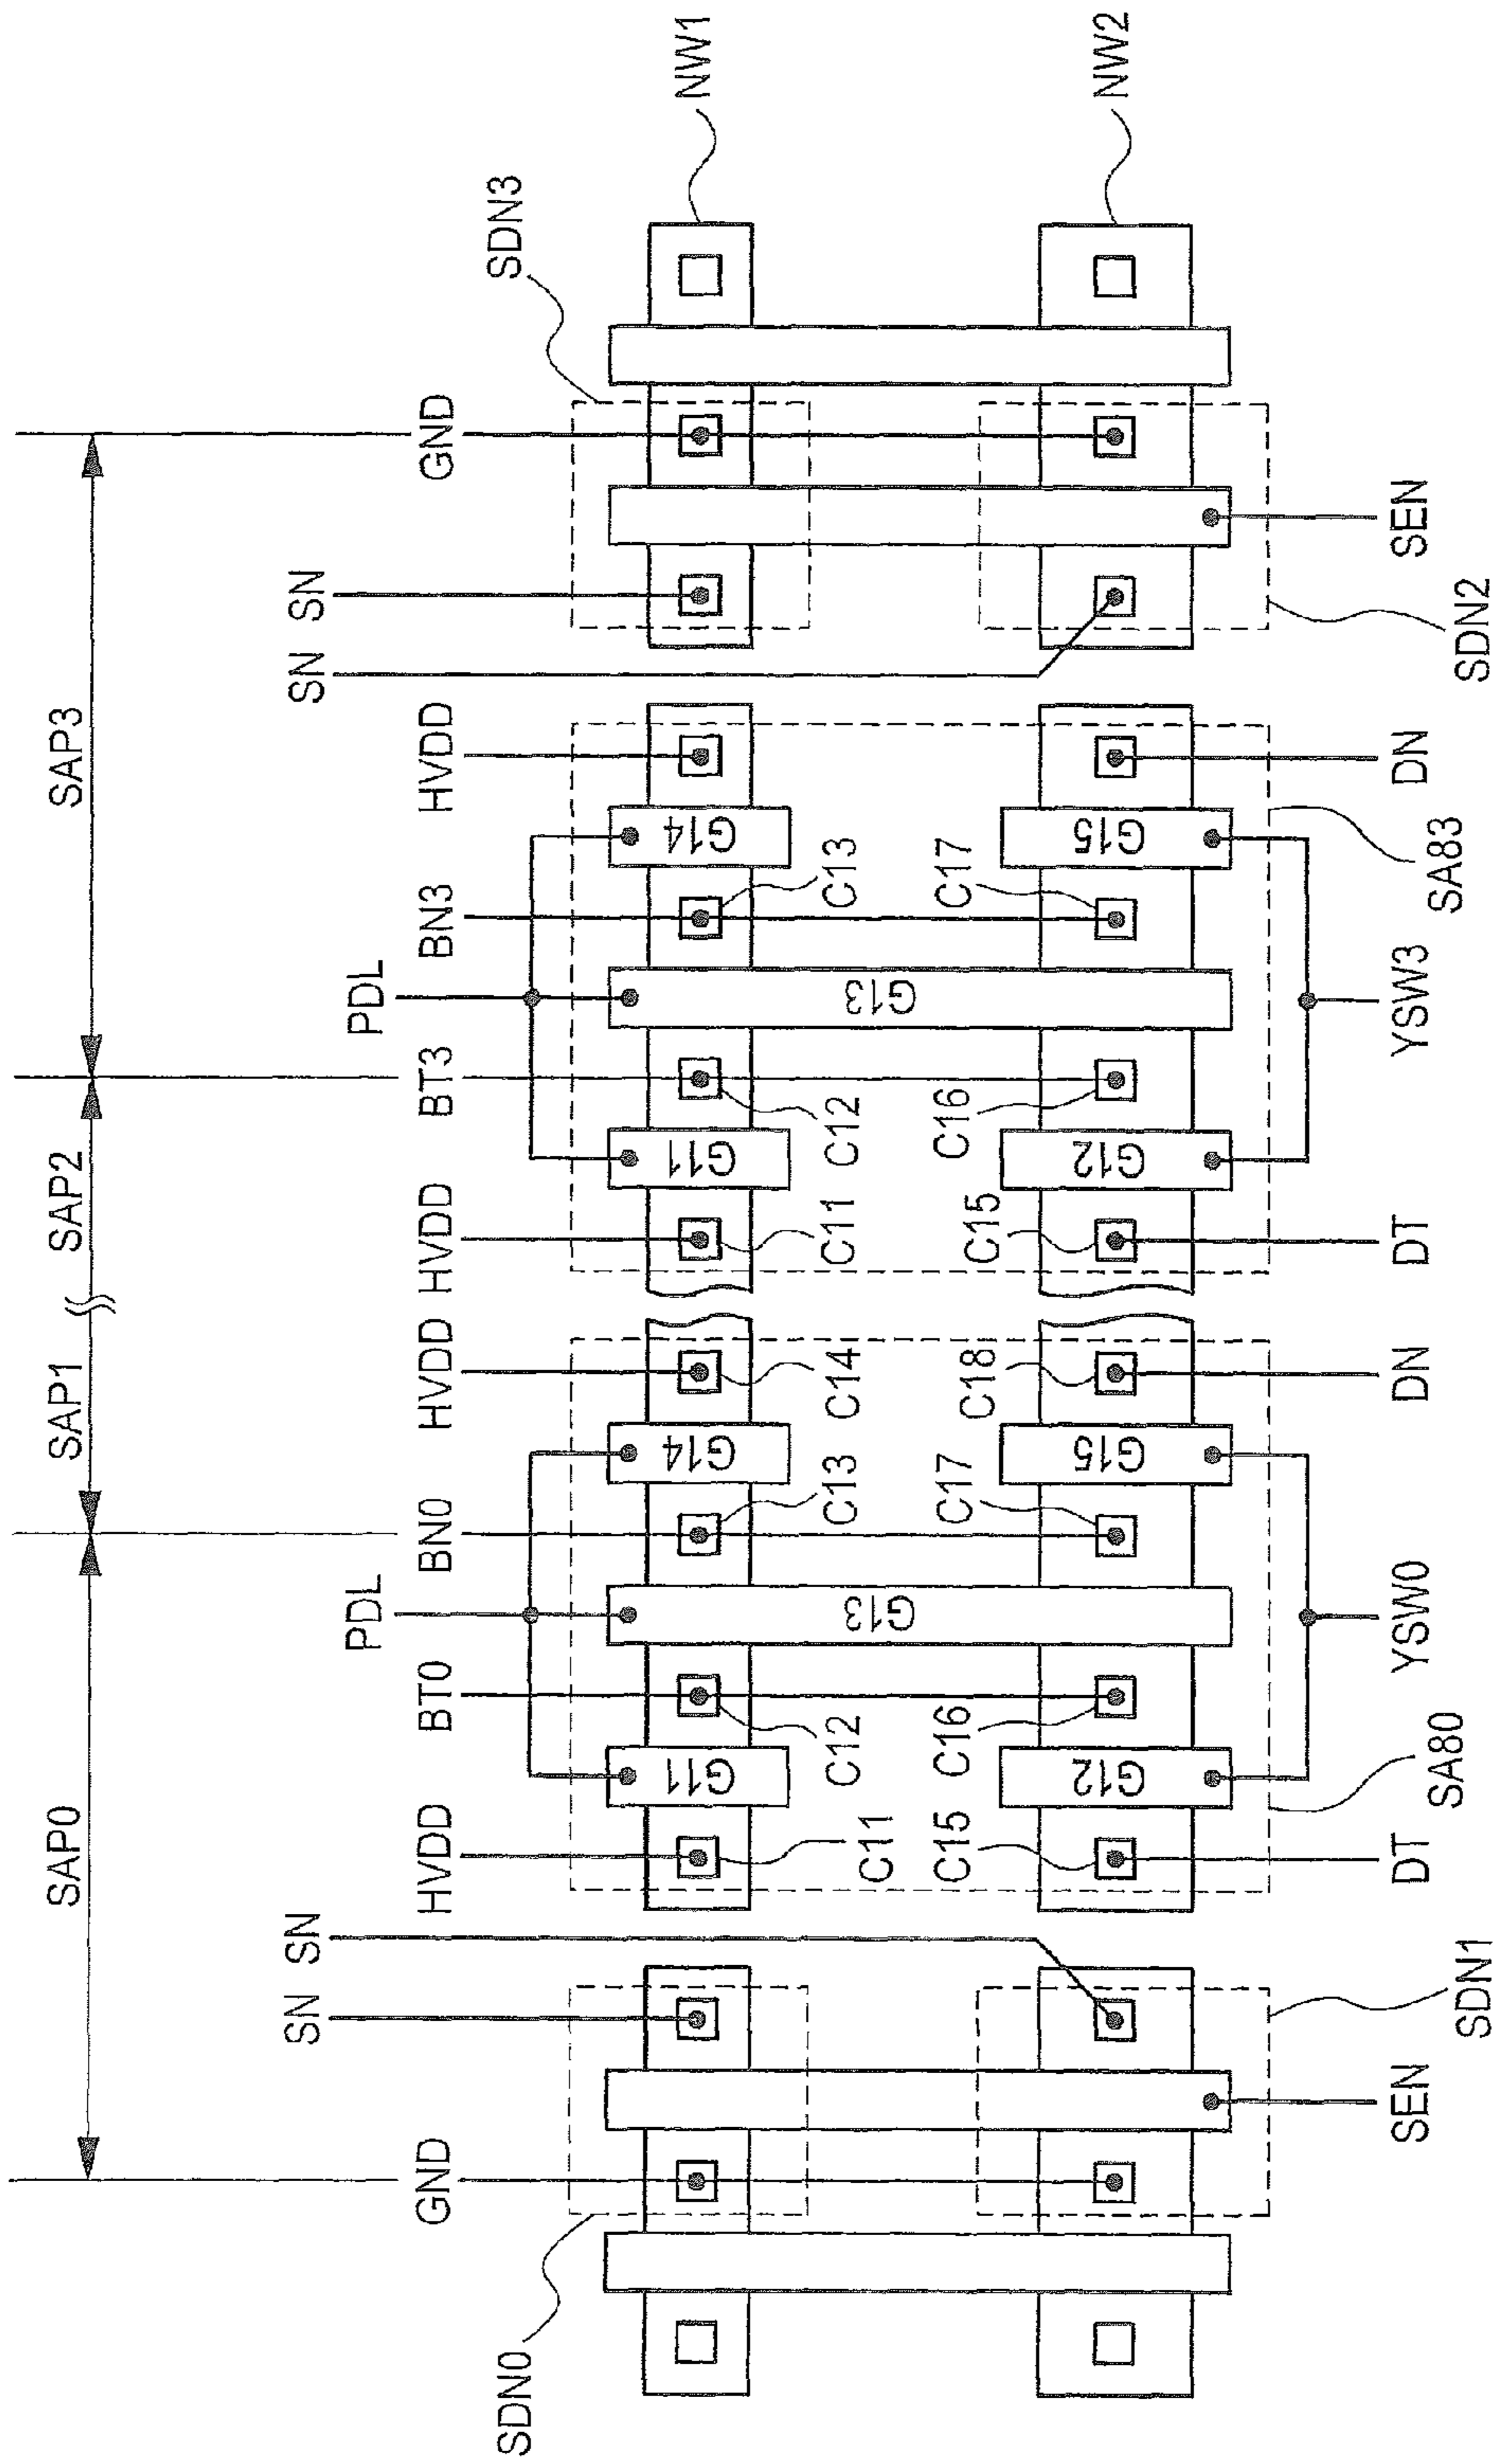 SAP0 SAP1 SAP2 SAP3
SN SN SN SN
PDL PDL
GND HVDD BT0 BN0 HVDD HVDD BT3 BN3 HVDD GND
SDN0 SDN3
G11 G14 G11 G14 NW1
C11 C12 C13 C14 C11 C12 C13
G13 G13
C15 C16 C17 C18 C15 C16 C17
G12 G15 G12 G15 NW2
SEN DT YSW0 DN DT YSW3 DN SEN
SA80 SA83
SDN1 SDN2